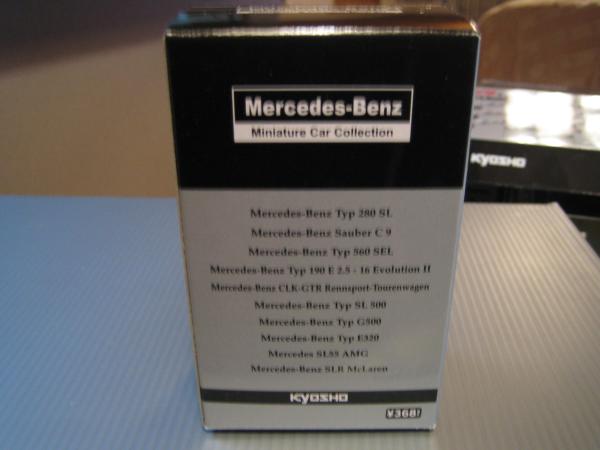 Mercedes-Benz
Miniature Car Collection
KYOSHO
Mercedes-Benz Typ 280 SL
Mercedes-Benz Sauber C 9
Mercedes-Benz Typ 560 SEL
Mercedes-Benz Typ 190 E 2.5 - 16 Evolution II
Mercedes-Benz CLK-GTR Rennsport-Tourenwagen
Mercedes-Benz Typ SL 500
Mercedes-Benz Typ G500
Mercedes-Benz Typ E320
Mercedes SL55 AMG
Mercedes-Benz SLR McLaren
KYOSHO
¥368!